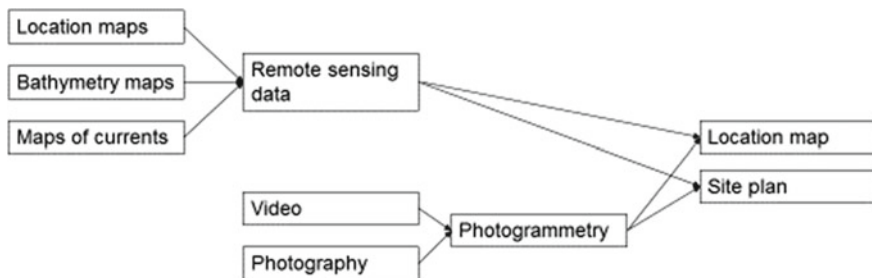 Location maps
Bathymetry maps
Maps of currents
Remote sensing
data
Video
Photography
Photogrammetry
Location map
Site plan